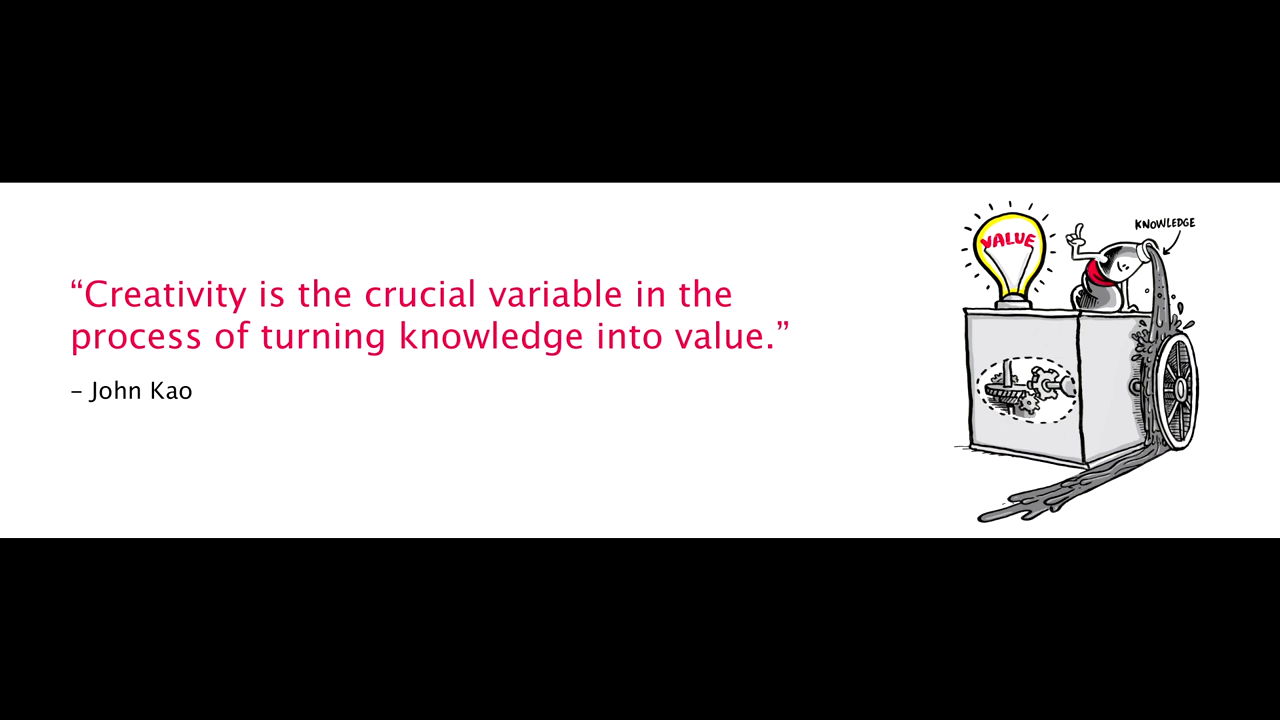 “Creativity is the crucial variable in the
process of turning knowledge into value.”
– John Kao
VALUE
KNOWLEDGE